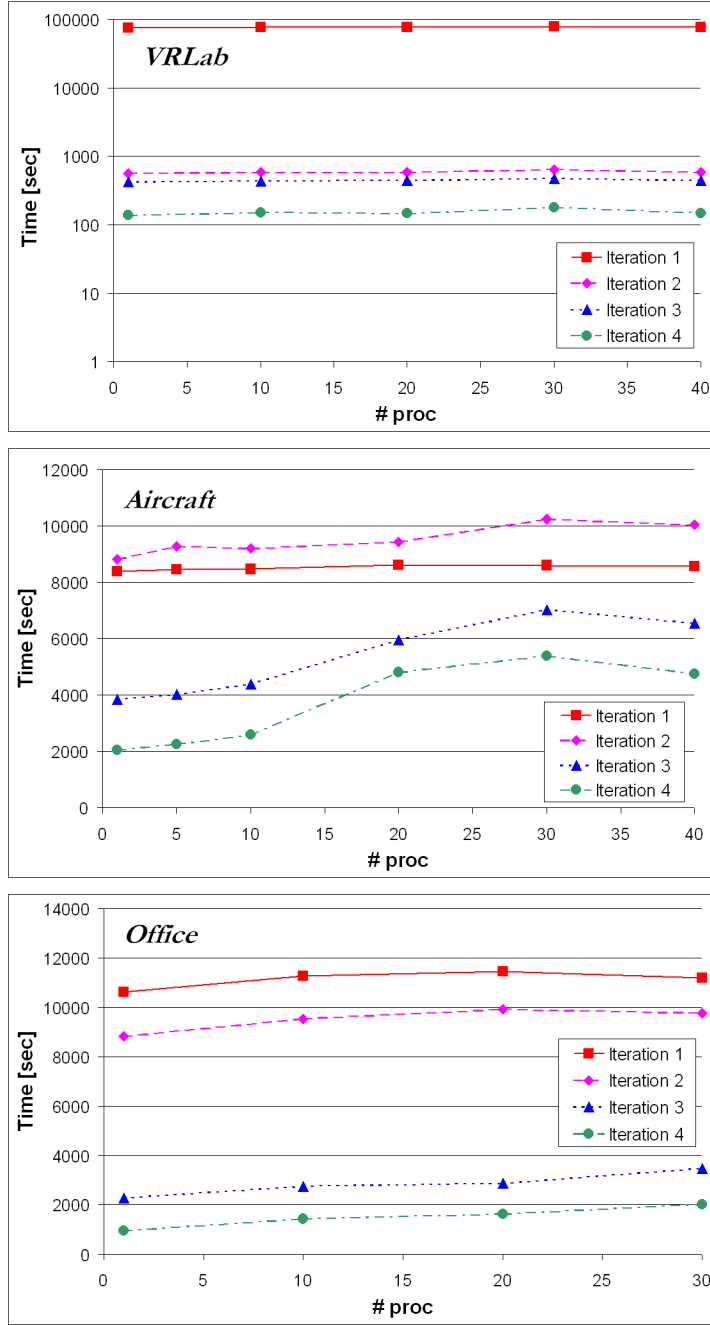 VRLab
100000
10000
1000
100
10
1
Time [sec]
0 5 10 15 20 25 30 35 40
# proc
Iteration 1
Iteration 2
Iteration 3
Iteration 4
Aircraft
12000
10000
8000
6000
4000
2000
0
Time [sec]
0 5 10 15 20 25 30 35 40
# proc
Iteration 1
Iteration 2
Iteration 3
Iteration 4
Office
14000
12000
10000
8000
6000
4000
2000
0
Time [sec]
0 5 10 15 20 25 30
# proc
Iteration 1
Iteration 2
Iteration 3
Iteration 4